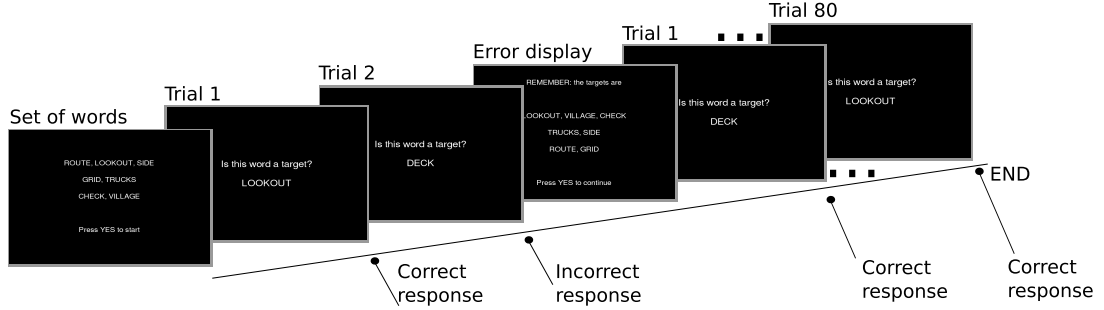 Set of words
ROUTE, LOOKOUT, SIDE
GRID, TRUCKS
CHECK, VILLAGE
Press YES to start
Trial 1
Is this word a target?
LOOKOUT
Trial 2
Is this word a target?
DECK
Error display
REMEMBER: the targets are
LOOKOUT, VILLAGE, CHECK
TRUCKS, SIDE
ROUTE, GRID
Press YES to continue
Trial 1
Is this word a target?
DECK
Trial 80
Is this word a target?
LOOKOUT
Correct
response
Incorrect
response
Correct
response
END
Correct
response